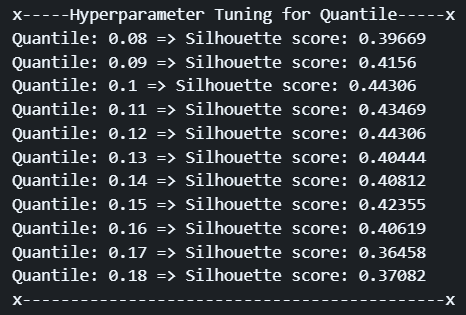 x-----Hyperparameter Tuning for Quantile-----x
Quantile: 0.08 => Silhouette score: 0.39669
Quantile: 0.09 => Silhouette score: 0.4156
Quantile: 0.1 => Silhouette score: 0.44306
Quantile: 0.11 => Silhouette score: 0.43469
Quantile: 0.12 => Silhouette score: 0.44306
Quantile: 0.13 => Silhouette score: 0.40444
Quantile: 0.14 => Silhouette score: 0.40812
Quantile: 0.15 => Silhouette score: 0.42355
Quantile: 0.16 => Silhouette score: 0.40619
Quantile: 0.17 => Silhouette score: 0.36458
Quantile: 0.18 => Silhouette score: 0.37082
x--------------------------------------------x